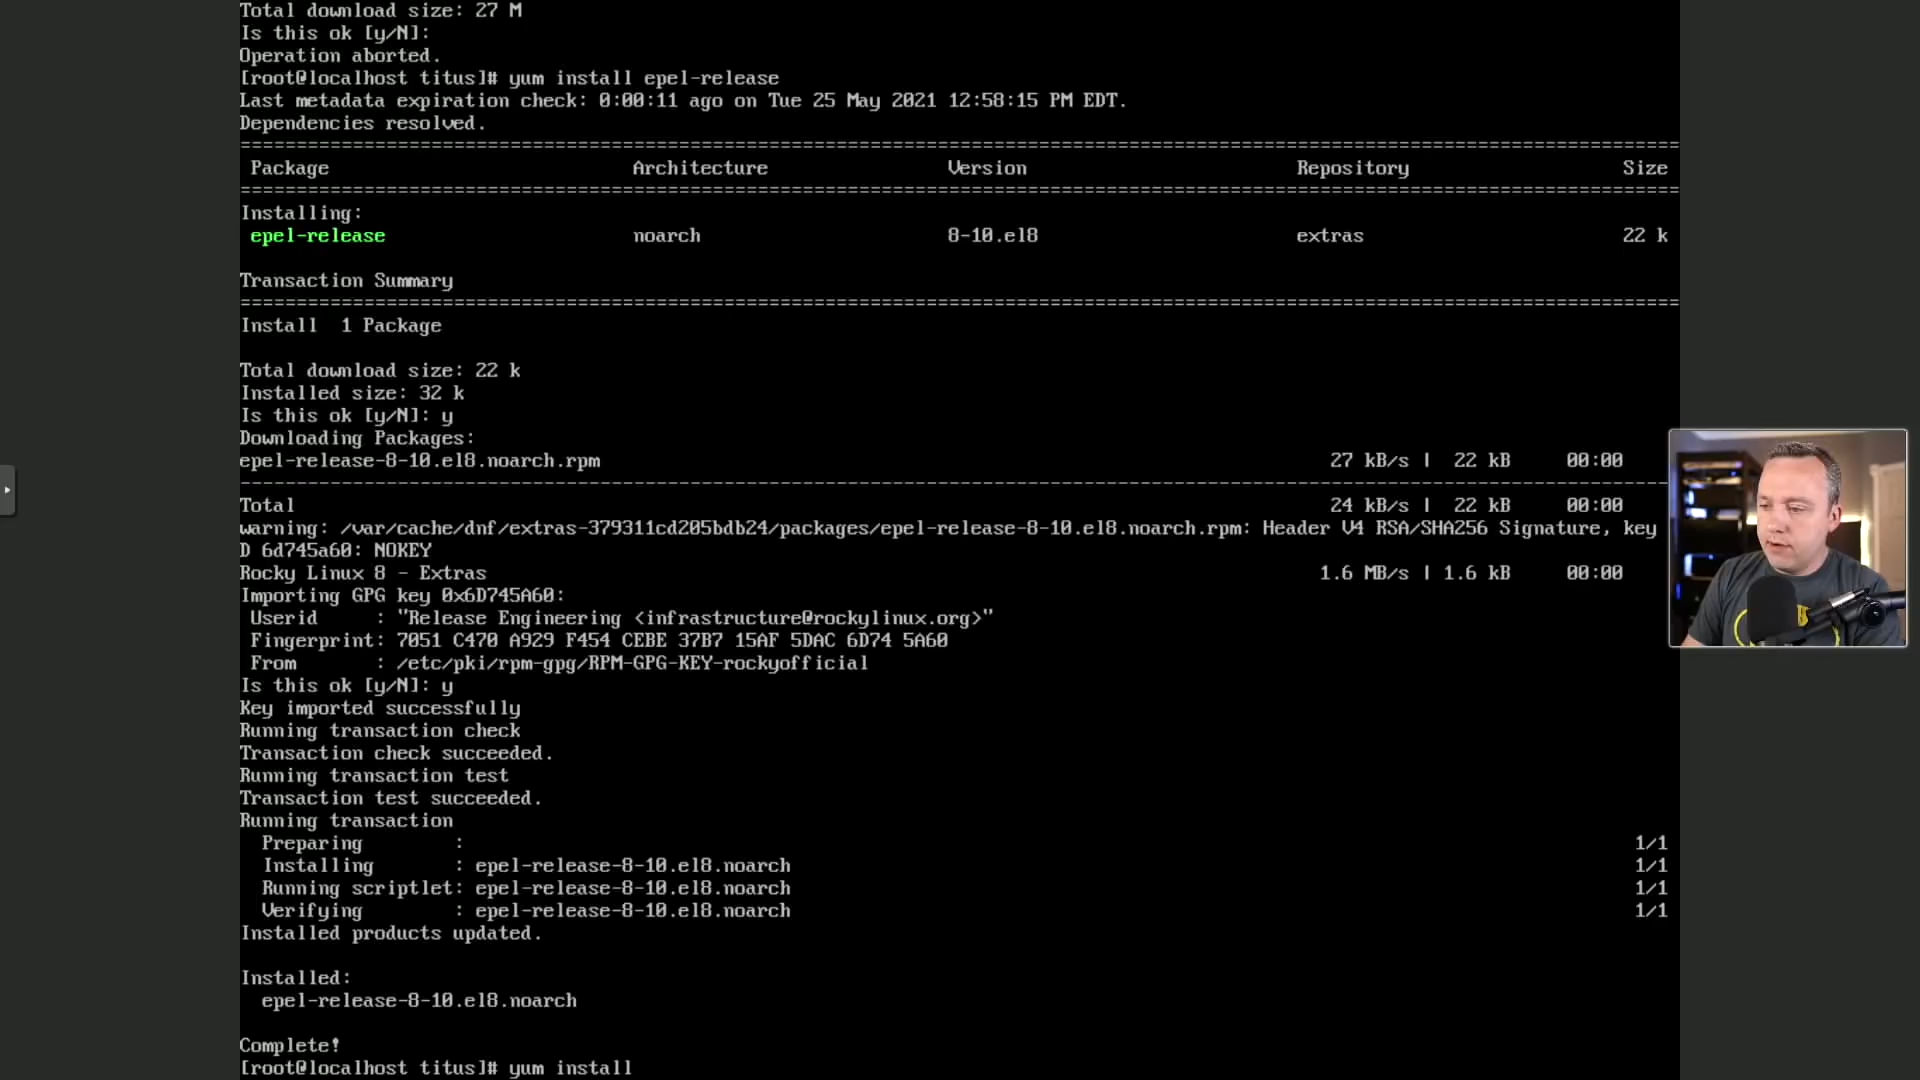 Total download size: 27 M
Is this ok [y/N]:
Operation aborted.
[root@localhost titus]# yum install epel-release
Last metadata expiration check: 0:00:11 ago on Tue 25 May 2021 12:58:15 PM EDT.
Dependencies resolved.
Package Architecture Version Repository Size
Installing:
epel-release noarch 8-10.el8 extras 22 k
Transaction Summary
Install 1 Package
Total download size: 22 k
Installed size: 32 k
Is this ok [y/N]: y
Downloading Packages:
epel-release-8-10.el8.noarch.rpm 27 kB/s | 22 kB 00:00
Total 24 kB/s | 22 kB 00:00
warning: /var/cache/dnf/extras-379311cd205bdb24/packages/epel-release-8-10.el8.noarch.rpm: Header V4 RSA/SHA256 Signature, key
D 6d745a60: NOKEY
Rocky Linux 8 - Extras 1.6 MB/s | 1.6 kB 00:00
Importing GPG key 0x6D745A60:
Userid : "Release Engineering <infrastructure@rockylinux.org>"
Fingerprint: 7051 C470 A929 F454 CEBE 37B7 15AF 5DAC 6D74 5A60
From : /etc/pki/rpm-gpg/RPM-GPG-KEY-rockyofficial
Is this ok [y/N]: y
Key imported successfully
Running transaction check
Transaction check succeeded.
Running transaction test
Transaction test succeeded.
Running transaction
Preparing : 1/1
Installing : epel-release-8-10.el8.noarch 1/1
Running scriptlet: epel-release-8-10.el8.noarch 1/1
Verifying : epel-release-8-10.el8.noarch 1/1
Installed products updated.
Installed:
epel-release-8-10.el8.noarch
Complete!
[root@localhost titus]# yum install